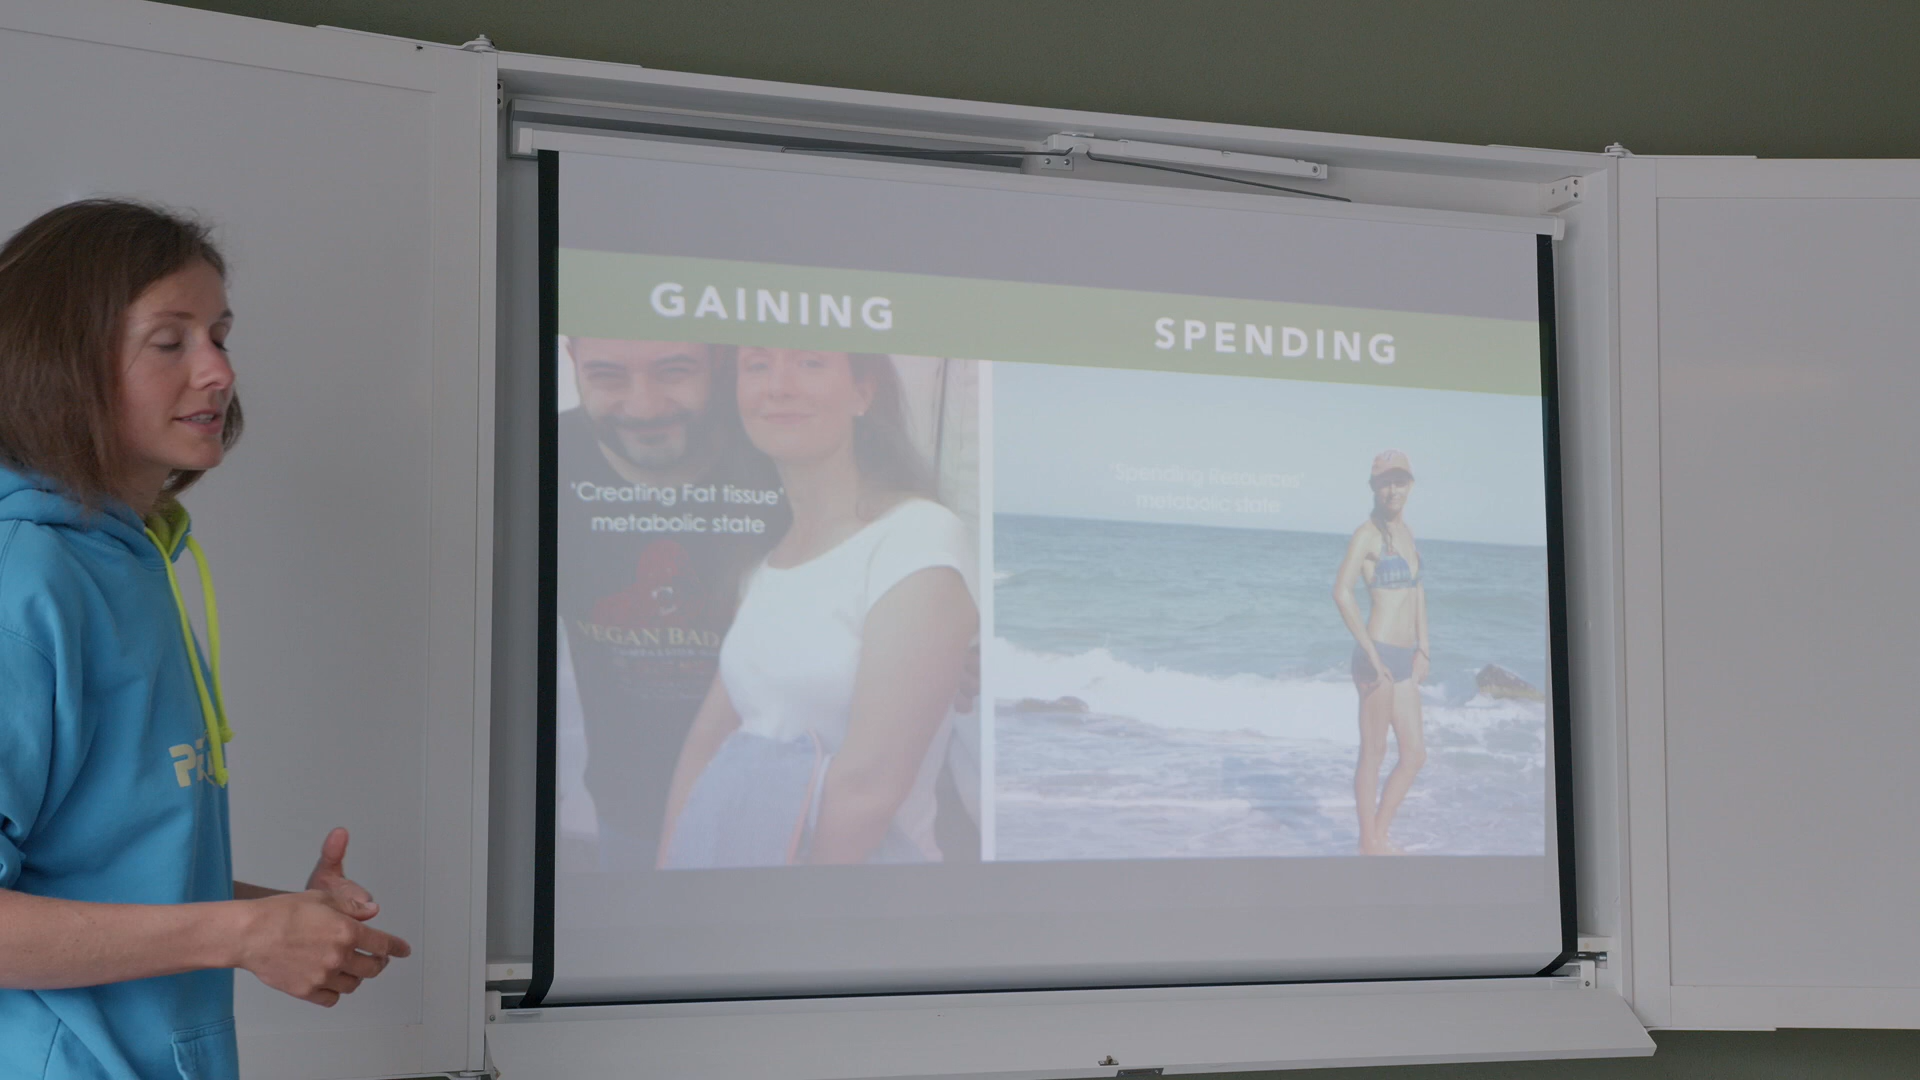 GAINING
SPENDING
'Creating Fat tissue'
metabolic state
'Spending Resources'
metabolic state
VEGAN BAD